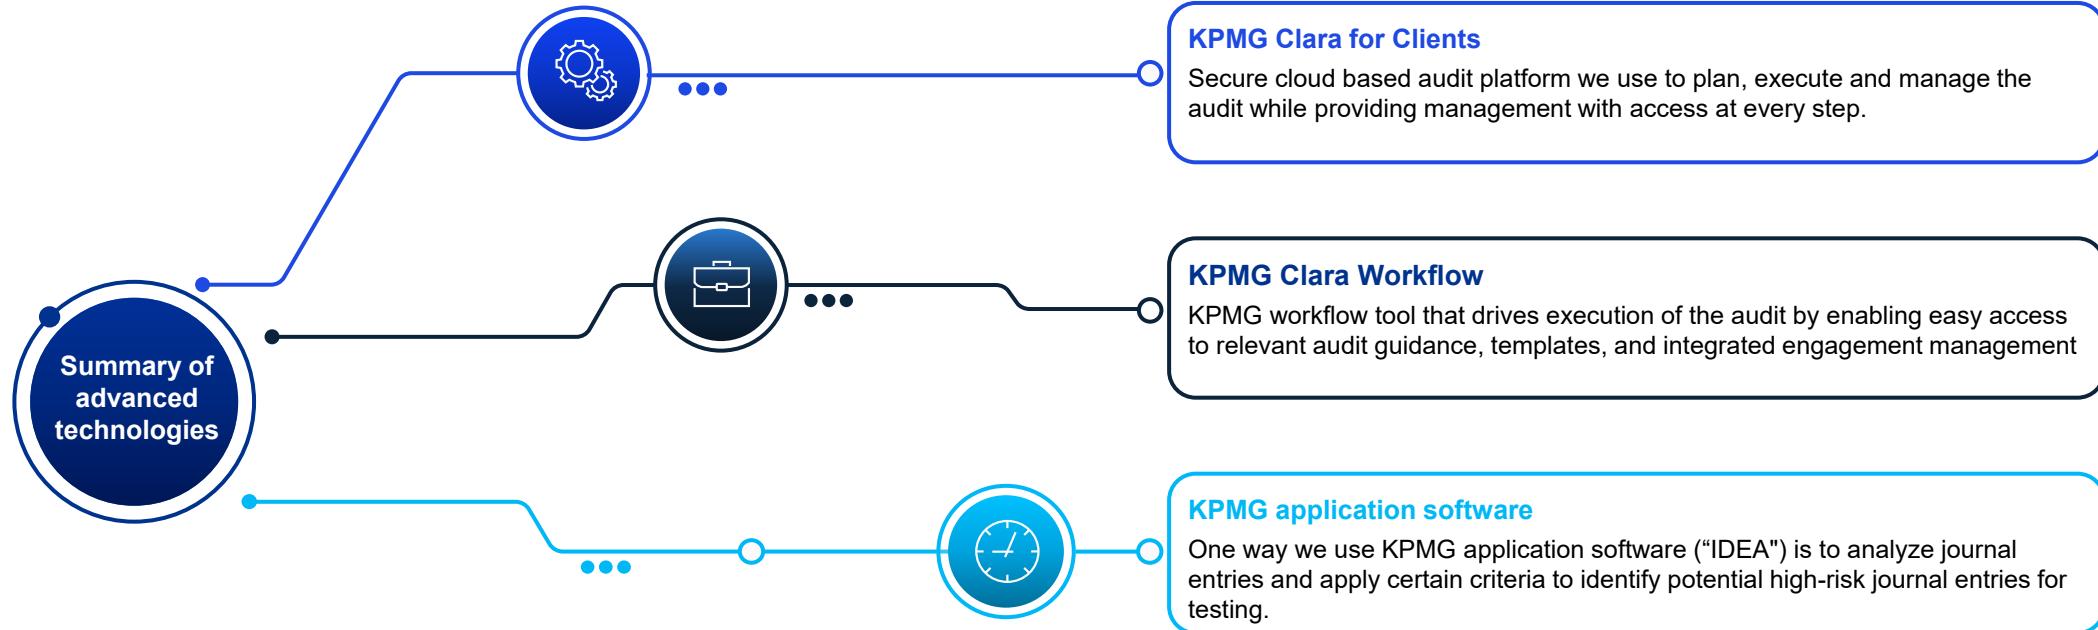 KPMG Clara for Clients
Secure cloud based audit platform we use to plan, execute and manage the
audit while providing management with access at every step.
KPMG Clara Workflow
KPMG workflow tool that drives execution of the audit by enabling easy access
to relevant audit guidance, templates, and integrated engagement management
Summary of
advanced
technologies
KPMG application software
One way we use KPMG application software (“IDEA") is to analyze journal
entries and apply certain criteria to identify potential high-risk journal entries for
testing.